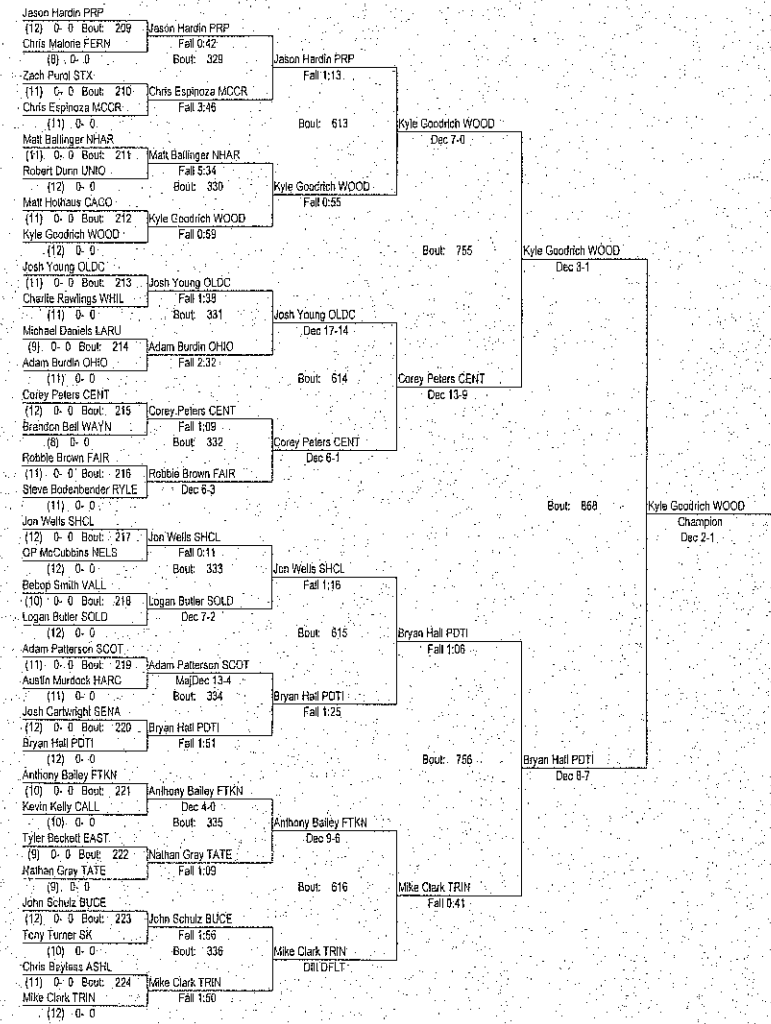 Jason Hardin PRP
(12) 0- 0 Bout: 209
Chris Malone FERN
(8) 0- 0
Zach Purol STX
(11) 0- 0 Bout: 210
Chris Espinoza MCCR
(11) 0- 0
Matt Ballinger NHAR
(11) 0- 0 Bout: 211
Robert Dunn UNIO
(12) 0- 0
Matt Holhaus CACO
(11) 0- 0 Bout: 212
Kyle Goodrich WOOD
(12) 0- 0
Josh Young OLDC
(11) 0- 0 Bout: 213
Charlie Rawlings WHIL
(11) 0- 0
Michael Daniels LARU
(9) 0- 0 Bout: 214
Adam Burdin OHIO
(11) 0- 0
Corey Peters CENT
(12) 0- 0 Bout: 215
Brandon Bell WAYN
(8) 0- 0
Robbie Brown FAIR
(11) 0- 0 Bout: 216
Steve Bodenbender RYLE
(11) 0- 0
Jon Wells SHCL
(12) 0- 0 Bout: 217
OP McCubbins NELS
(12) 0- 0
Bebop Smith VALL
(10) 0- 0 Bout: 218
Logan Butler SOLD
(12) 0- 0
Adam Patterson SCOT
(11) 0- 0 Bout: 219
Austin Murdock HARC
(11) 0- 0
Josh Cartwright SENA
(12) 0- 0 Bout: 220
Bryan Hall PDTI
(12) 0- 0
Anthony Bailey FTKN
(10) 0- 0 Bout: 221
Kevin Kelly CALL
(10) 0- 0
Tyler Beckett EAST
(9) 0- 0 Bout: 222
Nathan Gray TATE
(9) 0- 0
John Schulz BUCE
(12) 0- 0 Bout: 223
Tony Turner SK
(10) 0- 0
Chris Bayless ASHL
(11) 0- 0 Bout: 224
Mike Clark TRIN
(12) 0- 0
Jason Hardin PRP
Fall 0:42
Bout: 329
Chris Espinoza MCCR
Fall 3:46
Matt Ballinger NHAR
Fall 5:34
Bout: 330
Kyle Goodrich WOOD
Fall 0:59
Josh Young OLDC
Fall 1:39
Bout: 331
Adam Burdin OHIO
Fall 2:32
Corey Peters CENT
Fall 1:09
Bout: 332
Robbie Brown FAIR
Dec 6-3
Jon Wells SHCL
Fall 0:11
Bout: 333
Logan Butler SOLD
Dec 7-2
Adam Patterson SCOT
MajDec 13-4
Bout: 334
Bryan Hall PDTI
Fall 1:51
Anthony Bailey FTKN
Dec 4-0
Bout: 335
Nathan Gray TATE
Fall 1:09
John Schulz BUCE
Fall 1:56
Bout: 336
Mike Clark TRIN
Fall 1:50
Jason Hardin PRP
Fall 1:13
Bout: 613
Kyle Goodrich WOOD
Fall 0:55
Josh Young OLDC
Dec 17-14
Bout: 614
Corey Peters CENT
Dec 6-1
Jon Wells SHCL
Fall 1:16
Bout: 615
Bryan Hall PDTI
Fall 1:25
Anthony Bailey FTKN
Dec 9-6
Bout: 616
Mike Clark TRIN
DFLT
Kyle Goodrich WOOD
Dec 7-0
Bout: 755
Corey Peters CENT
Dec 13-9
Bryan Hall PDTI
Fall 1:06
Bout: 756
Mike Clark TRIN
Fall 0:41
Kyle Goodrich WOOD
Dec 3-1
Bout: 868
Bryan Hall PDTI
Dec 8-7
Kyle Goodrich WOOD
Champion
Dec 2-1